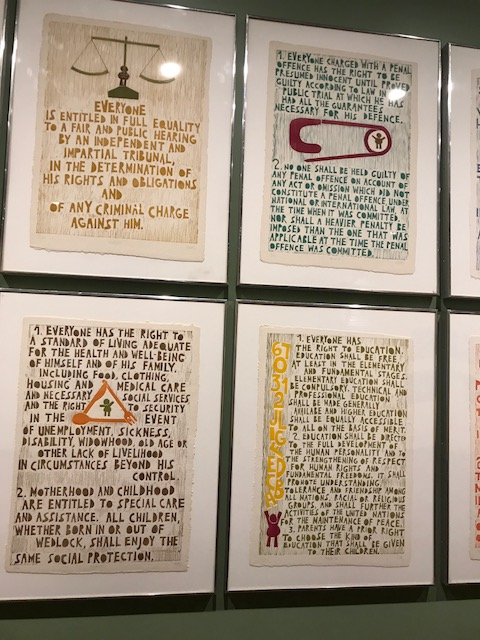 EVERYONE
IS ENTITLED IN FULL EQUALITY
TO A FAIR AND PUBLIC HEARING
BY AN INDEPENDENT AND
IMPARTIAL TRIBUNAL,
IN THE DETERMINATION OF
HIS RIGHTS AND OBLIGATIONS
AND
OF ANY CRIMINAL CHARGE
AGAINST HIM.
1. EVERYONE CHARGED WITH A PENAL
OFFENCE HAS THE RIGHT TO BE
PRESUMED INNOCENT UNTIL PROVED
GUILTY ACCORDING TO LAW IN A
PUBLIC TRIAL AT WHICH HE HAS
HAD ALL THE GUARANTEES
NECESSARY FOR HIS DEFENCE.
2. NO ONE SHALL BE HELD GUILTY OF
ANY PENAL OFFENCE ON ACCOUNT OF
ANY ACT OR OMISSION WHICH DID NOT
CONSTITUTE A PENAL OFFENCE, UNDER
NATIONAL OR INTERNATIONAL LAW, AT
THE TIME WHEN IT WAS COMMITTED.
NOR SHALL A HEAVIER PENALTY BE
IMPOSED THAN THE ONE THAT WAS
APPLICABLE AT THE TIME THE PENAL
OFFENCE WAS COMMITTED.
1. EVERYONE HAS THE RIGHT TO
A STANDARD OF LIVING ADEQUATE
FOR THE HEALTH AND WELL-BEING
OF HIMSELF AND OF HIS FAMILY.
INCLUDING FOOD, CLOTHING,
HOUSING AND MEDICAL CARE
AND NECESSARY SOCIAL SERVICES
AND THE RIGHT TO SECURITY
IN THE EVENT
OF UNEMPLOYMENT, SICKNESS,
DISABILITY, WIDOWHOOD, OLD AGE OR
OTHER LACK OF LIVELIHOOD
IN CIRCUMSTANCES BEYOND HIS
CONTROL.
2. MOTHERHOOD AND CHILDHOOD
ARE ENTITLED TO SPECIAL CARE
AND ASSISTANCE. ALL CHILDREN,
WHETHER BORN IN OR OUT OF
WEDLOCK, SHALL ENJOY THE
SAME SOCIAL PROTECTION.
1. EVERYONE HAS
THE RIGHT TO EDUCATION.
EDUCATION SHALL BE FREE
AT LEAST IN THE ELEMENTARY
AND FUNDAMENTAL STAGES.
ELEMENTARY EDUCATION SHALL
BE COMPULSORY. TECHNICAL AND
PROFESSIONAL EDUCATION
SHALL BE MADE GENERALLY
AVAILABLE AND HIGHER EDUCATION
SHALL BE EQUALLY ACCESSIBLE
TO ALL ON THE BASIS OF MERIT.
2. EDUCATION SHALL BE DIRECTED
TO THE FULL DEVELOPMENT OF
THE HUMAN PERSONALITY AND TO
THE STRENGTHENING OF RESPECT
FOR HUMAN RIGHTS AND
FUNDAMENTAL FREEDOMS. IT SHALL
PROMOTE UNDERSTANDING,
TOLERANCE AND FRIENDSHIP AMONG
ALL NATIONS, RACIAL OR RELIGIOUS
GROUPS, AND SHALL FURTHER THE
ACTIVITIES OF THE UNITED NATIONS
FOR THE MAINTENANCE OF PEACE.
3. PARENTS HAVE A PRIOR RIGHT
TO CHOOSE THE KIND OF
EDUCATION THAT SHALL BE GIVEN
TO THEIR CHILDREN.